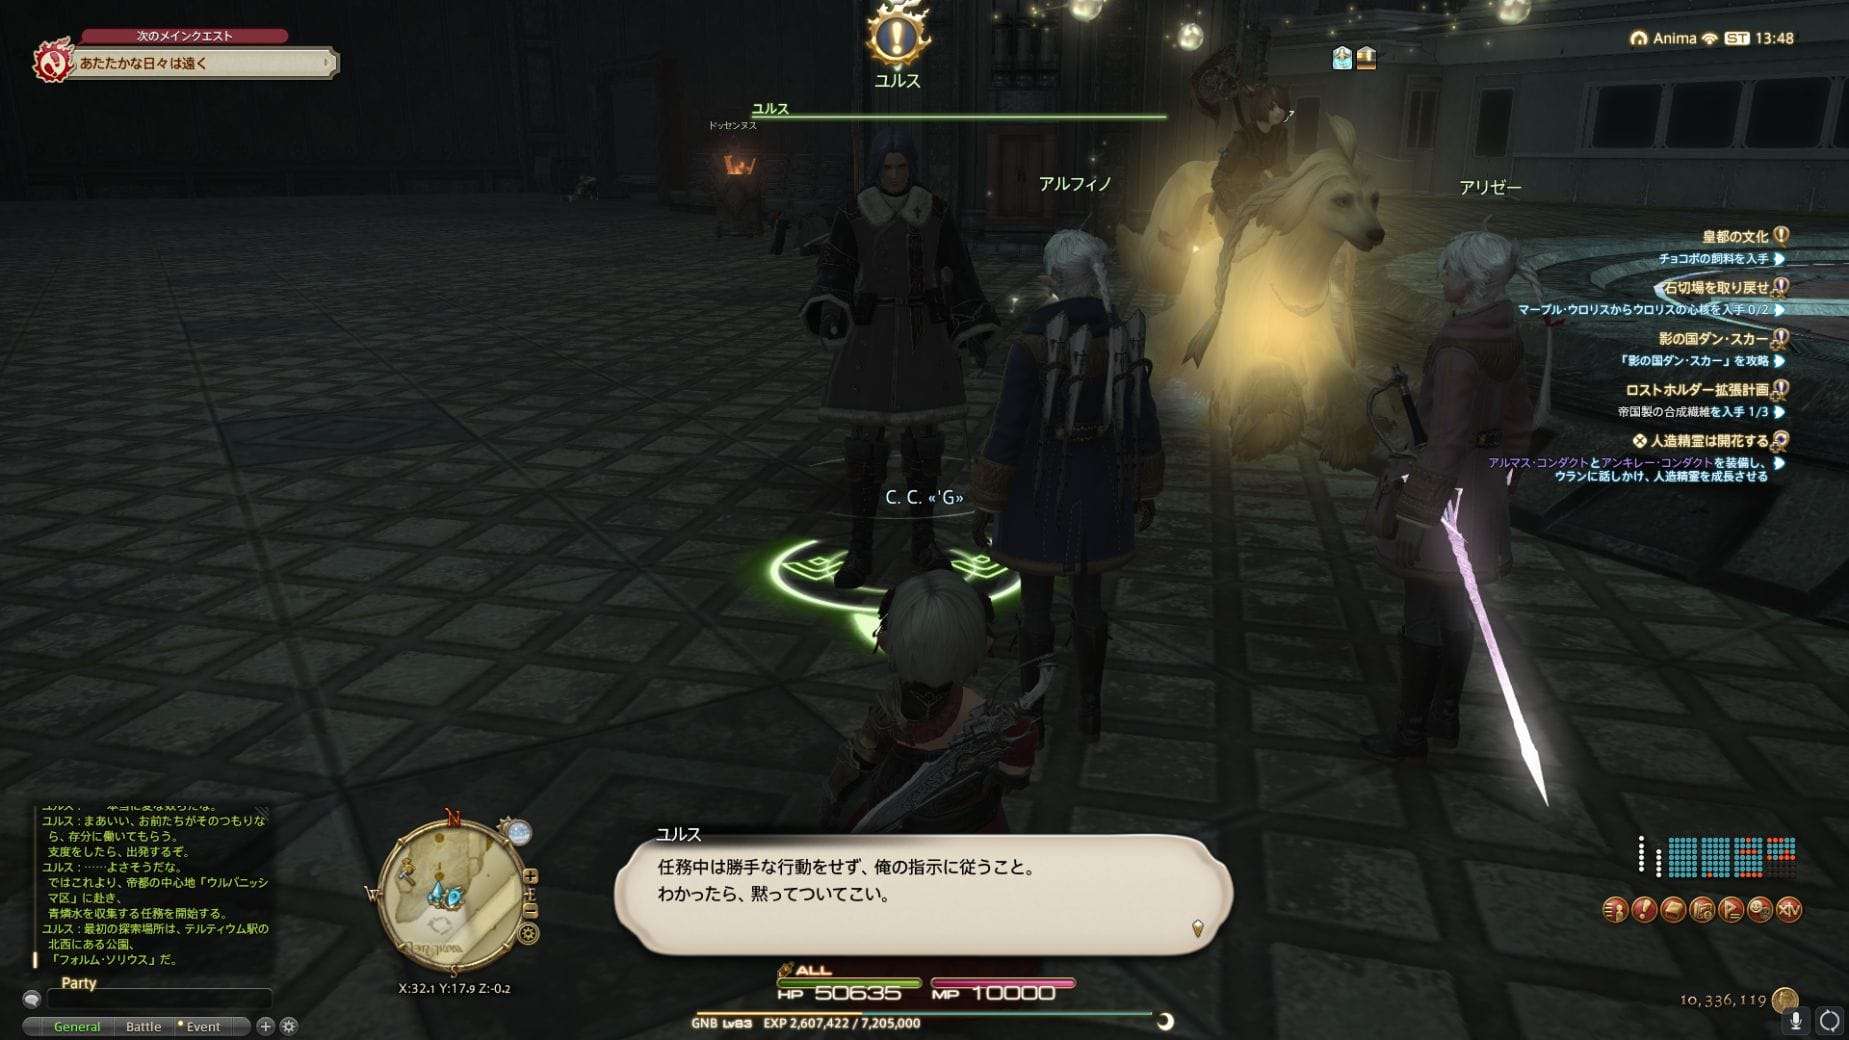 次のメインクエスト
あたたかな日々は遠く
ユルス
ユルス
ドッセンヌス
アルフィノ
アリゼー
Anima ST 13:48
皇都の文化
チョコボの飼料を入手
石切場を取り戻せ
マーブル・ウロリスからウロリスの心核を入手 0/2
影の国ダン・スカー
「影の国ダン・スカー」を攻略
ロストホルダー拡張計画
帝国製の合成繊維を入手 1/3
人造精霊は開花する
アルマス・コンダクトとアンキレー・コンダクトを装備し、
ウランに話しかけ、人造精霊を成長させる
C. C. «'G»
ユルス：……本当に変な奴らだな。
ユルス：まあいい、お前たちがそのつもりな
ら、存分に働いてもらう。
支度をしたら、出発するぞ。
ユルス：……よさそうだな。
ではこれより、帝都の中心地「ウルバニッシ
マ区」に赴き、
青燐水を収集する任務を開始する。
ユルス：最初の探索場所は、テルティウム駅の
北西にある公園、
「フォルム・ソリウス」だ。
Party
General Battle Event
N
W
E
S
X:32.1 Y:17.9 Z:-0.2
ユルス
任務中は勝手な行動をせず、俺の指示に従うこと。
わかったら、黙ってついてこい。
ALL
HP 50635 MP 10000
GNB Lv83 EXP 2,607,422 / 7,205,000
XIV
10,336,119